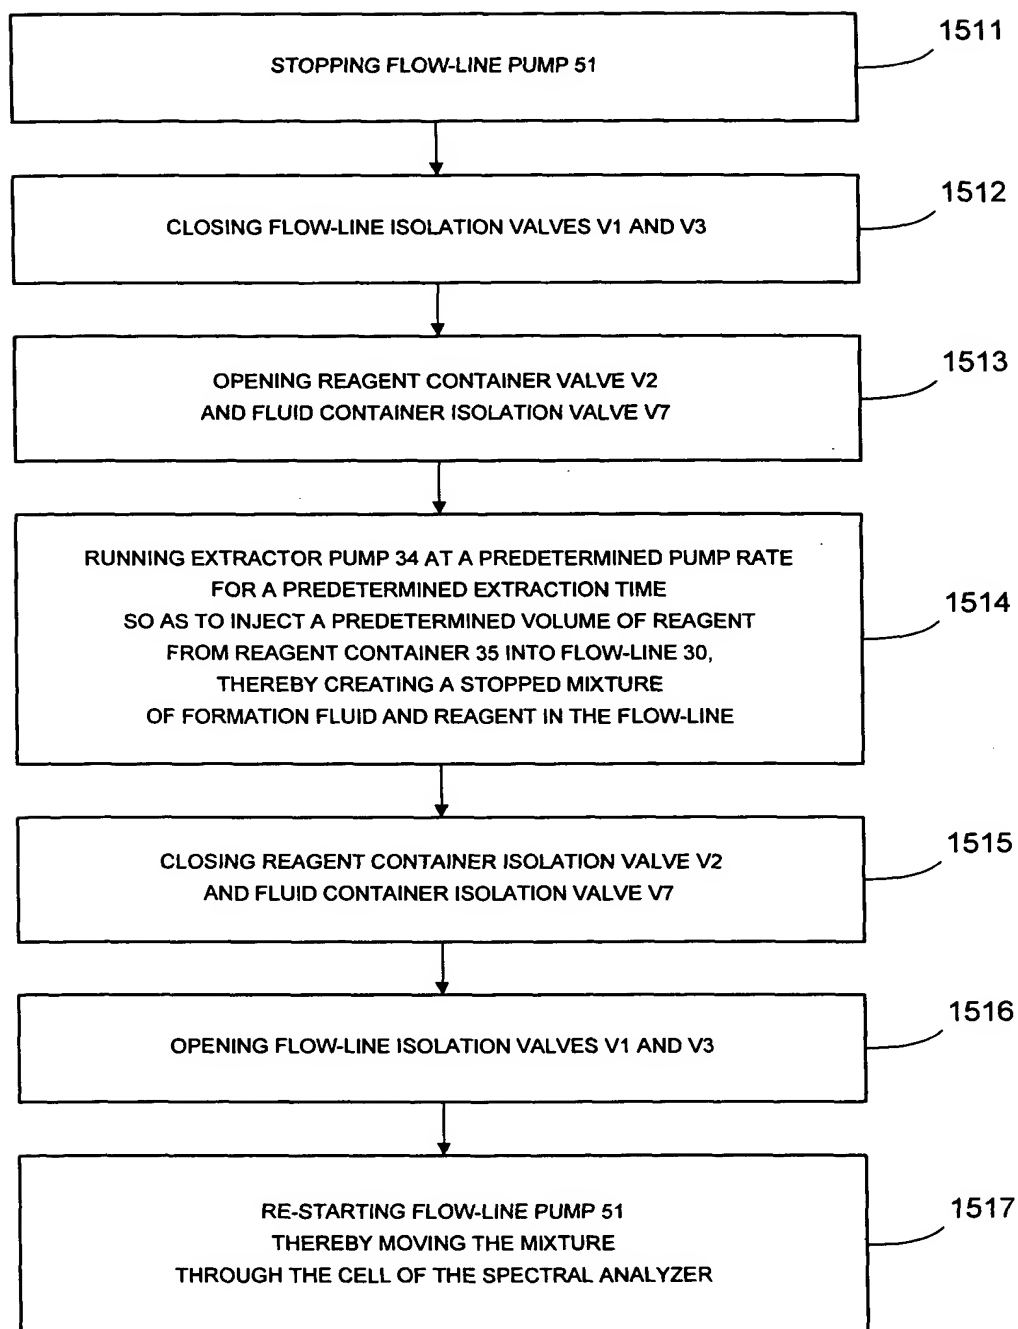 STOPPING FLOW-LINE PUMP 51
1511
CLOSING FLOW-LINE ISOLATION VALVES V1 AND V3
1512
OPENING REAGENT CONTAINER VALVE V2
AND FLUID CONTAINER ISOLATION VALVE V7
1513
RUNNING EXTRACTOR PUMP 34 AT A PREDETERMINED PUMP RATE
FOR A PREDETERMINED EXTRACTION TIME
SO AS TO INJECT A PREDETERMINED VOLUME OF REAGENT
FROM REAGENT CONTAINER 35 INTO FLOW-LINE 30,
THEREBY CREATING A STOPPED MIXTURE
OF FORMATION FLUID AND REAGENT IN THE FLOW-LINE
1514
CLOSING REAGENT CONTAINER ISOLATION VALVE V2
AND FLUID CONTAINER ISOLATION VALVE V7
1515
OPENING FLOW-LINE ISOLATION VALVES V1 AND V3
1516
RE-STARTING FLOW-LINE PUMP 51
THEREBY MOVING THE MIXTURE
THROUGH THE CELL OF THE SPECTRAL ANALYZER
1517